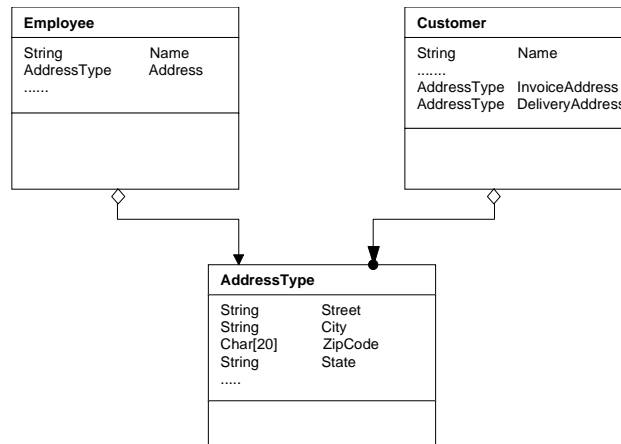 Employee
String Name
AddressType Address
......
Customer
String Name
.......
AddressType InvoiceAddress
AddressType DeliveryAddress
AddressType
String Street
String City
Char[20] ZipCode
String State
.....